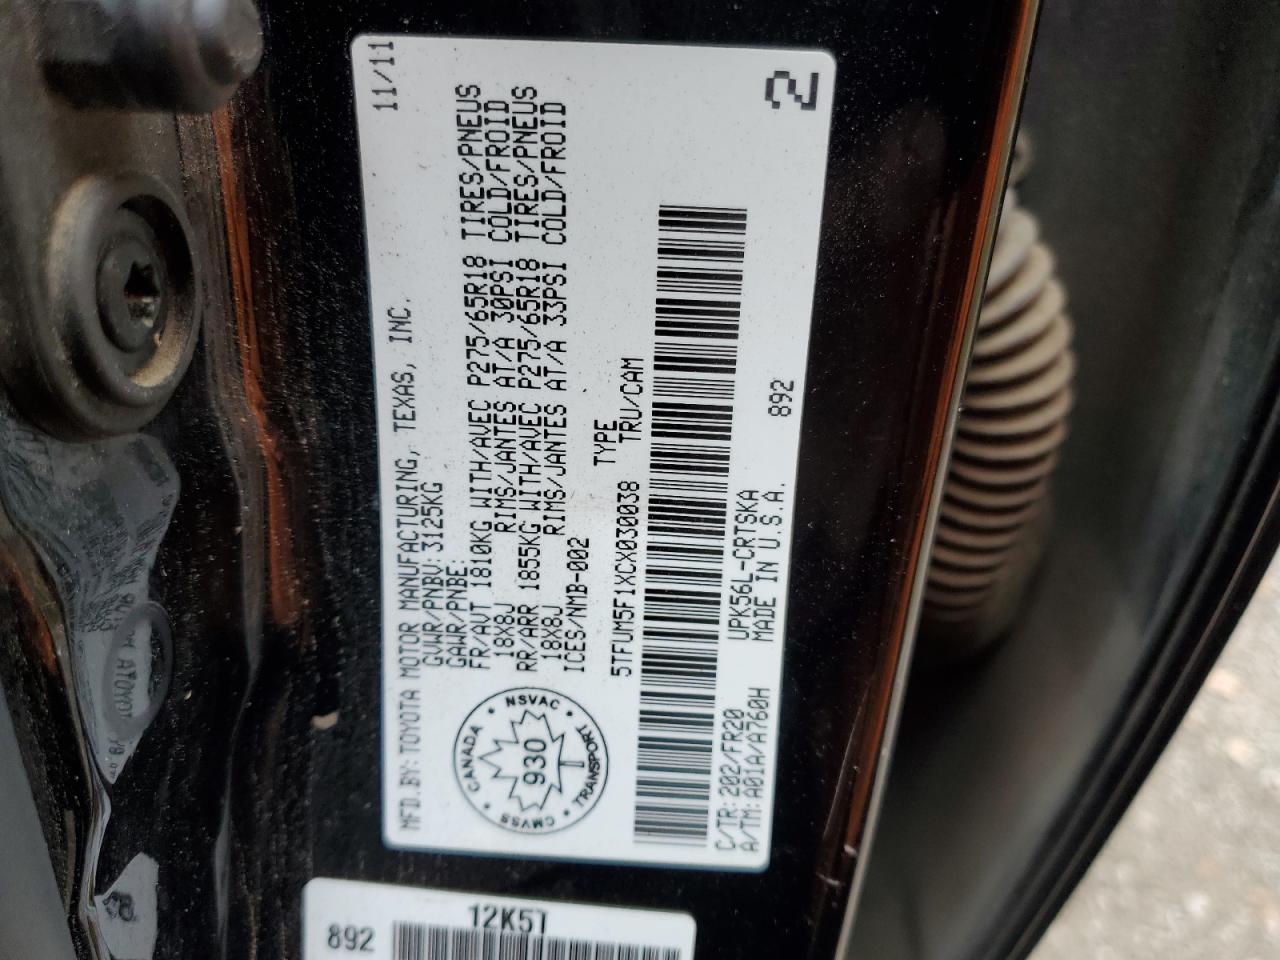 MFD.BY:TOYOTA MOTOR MANUFACTURING, TEXAS, INC. 11/11
GVWR/PNBV:3125KG
GAWR/PNBE:
FR/AVT 1810KG WITH/AVEC P275/65R18 TIRES/PNEUS
18X8J RIMS/JANTES AT/A 30PSI COLD/FROID
RR/ARR 1855KG WITH/AVEC P275/65R18 TIRES/PNEUS
18X8J RIMS/JANTES AT/A 33PSI COLD/FROID
ICES/NMB-002
TYPE
5TFUM5F1XCX030038 TRU/CAM
CANADA • NSVAC • TRANSPORT • CMVSS •
930
C/TR:202/FR20 UPK56L-CRTSKA
A/TM:A01A/A760H MADE IN U.S.A. 892
2
12K5T
892